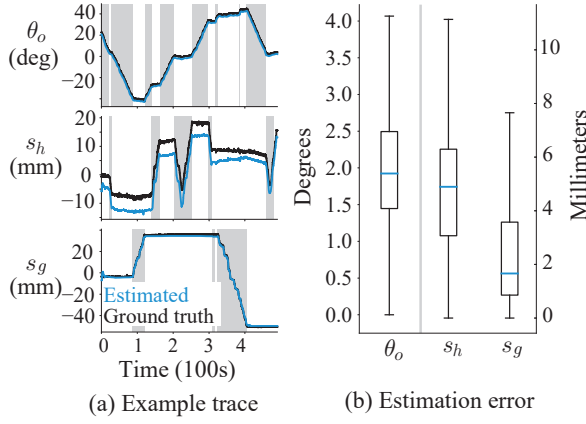 θo
(deg)
40
20
0
−20
sh
(mm)
10
0
−10
sg
(mm)
20
0
−20
−40
Estimated
Ground truth
0 1 2 3 4
Time (100s)
(a) Example trace
Degrees
4.0
3.5
3.0
2.5
2.0
1.5
1.0
0.5
0.0
θo sh sg
10
8
6
4
2
0
Millimeters
(b) Estimation error